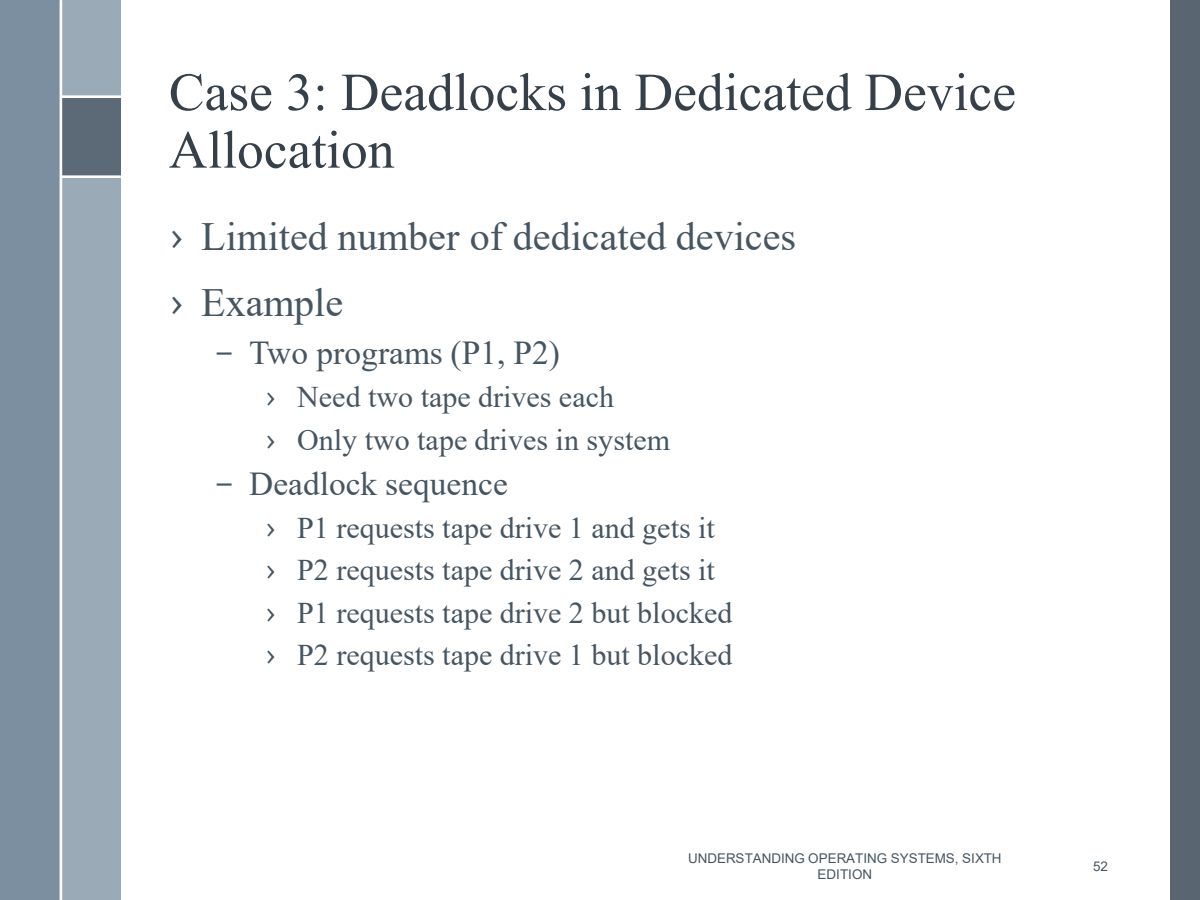 Case 3: Deadlocks in Dedicated Device
Allocation
› Limited number of dedicated devices
› Example
– Two programs (P1, P2)
› Need two tape drives each
› Only two tape drives in system
– Deadlock sequence
› P1 requests tape drive 1 and gets it
› P2 requests tape drive 2 and gets it
› P1 requests tape drive 2 but blocked
› P2 requests tape drive 1 but blocked
UNDERSTANDING OPERATING SYSTEMS, SIXTH
EDITION
52